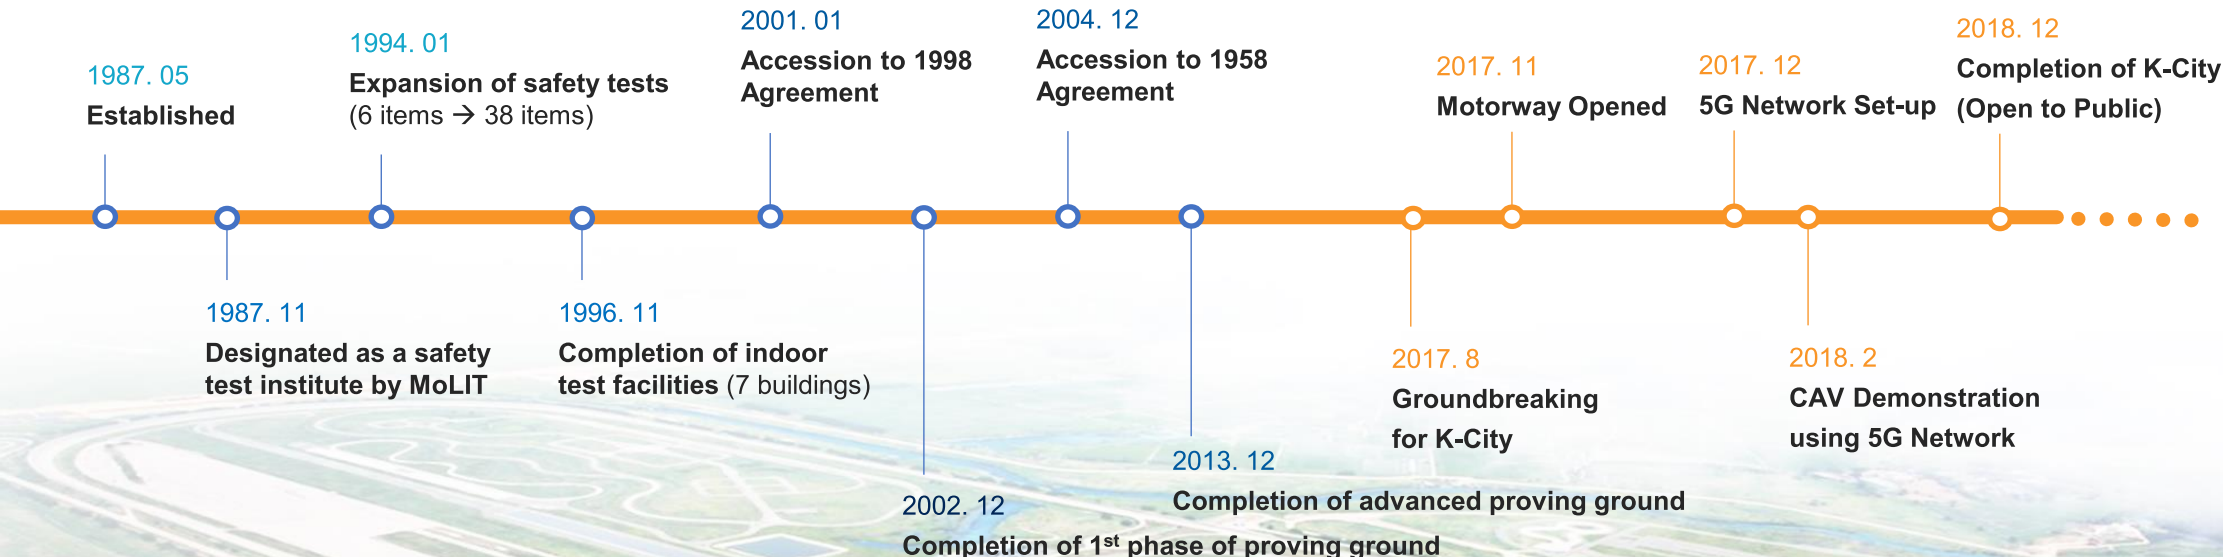 1987. 05
Established
1987. 11
Designated as a safety
test institute by MoLIT
1994. 01
Expansion of safety tests
(6 items → 38 items)
1996. 11
Completion of indoor
test facilities (7 buildings)
2001. 01
Accession to 1998
Agreement
2002. 12
Completion of 1st phase of proving ground
2004. 12
Accession to 1958
Agreement
2013. 12
Completion of advanced proving ground
2017. 8
Groundbreaking
for K-City
2017. 11
Motorway Opened
2017. 12
5G Network Set-up
2018. 2
CAV Demonstration
using 5G Network
2018. 12
Completion of K-City
(Open to Public)